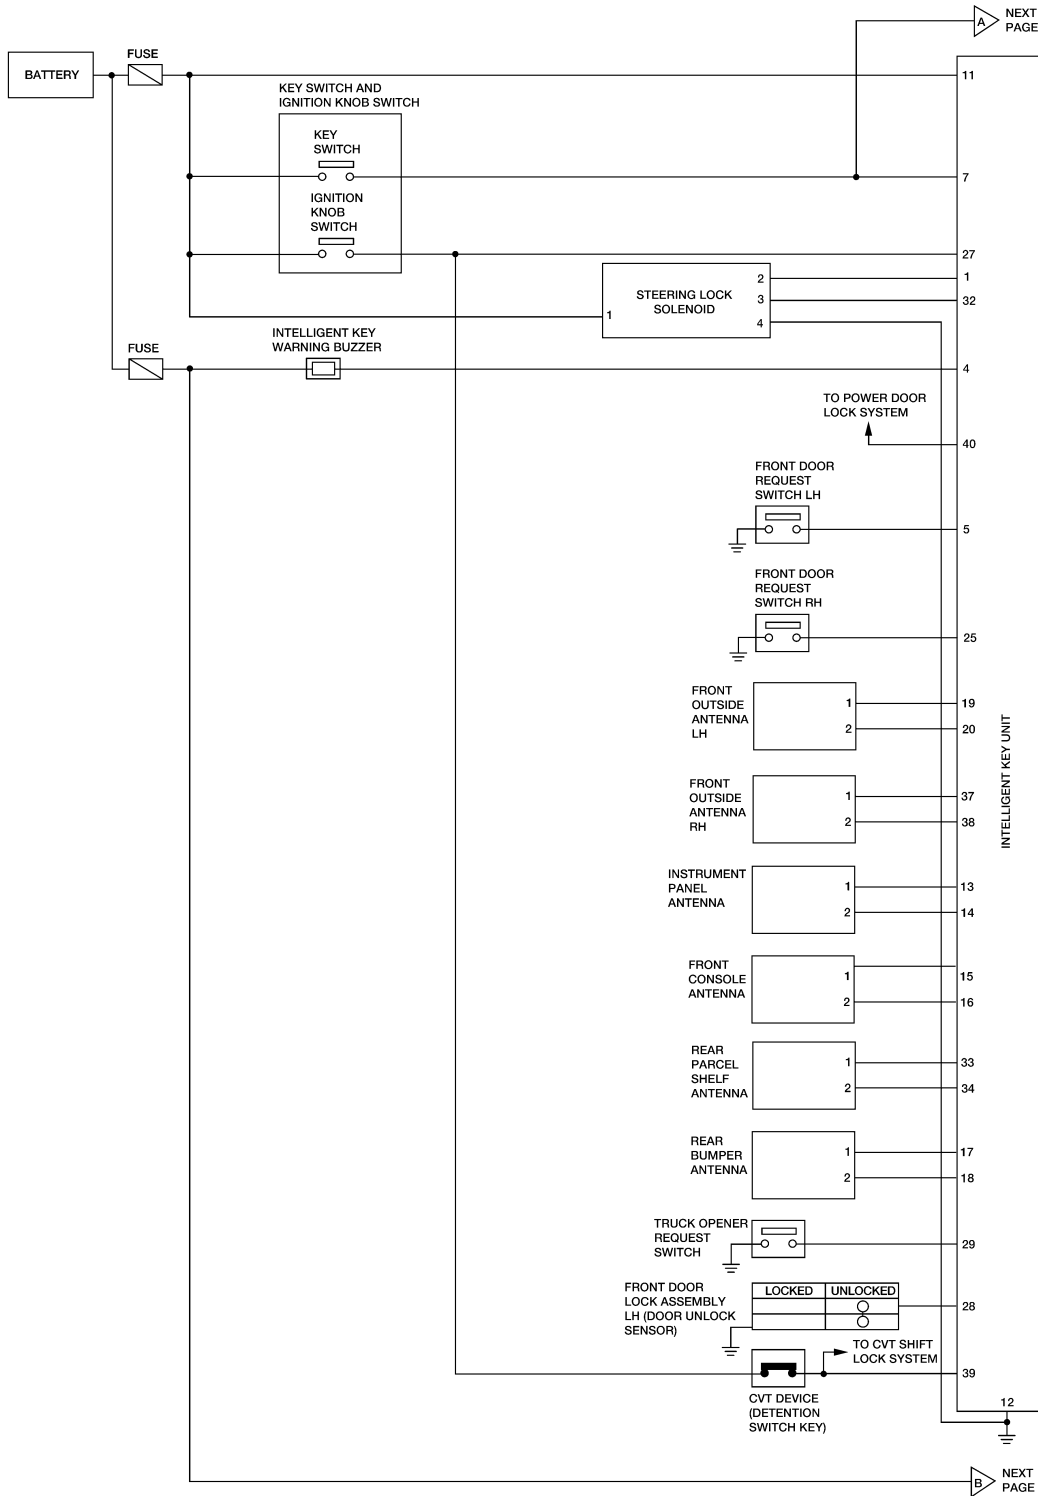 NEXT
PAGE
A
FUSE
BATTERY
11
KEY SWITCH AND
IGNITION KNOB SWITCH
KEY
SWITCH
7
IGNITION
KNOB
SWITCH
27
2
1
STEERING LOCK
SOLENOID
3
32
1
4
INTELLIGENT KEY
WARNING BUZZER
FUSE
4
TO POWER DOOR
LOCK SYSTEM
40
FRONT DOOR
REQUEST
SWITCH LH
5
FRONT DOOR
REQUEST
SWITCH RH
25
FRONT
OUTSIDE
ANTENNA
LH
1
19
2
20
INTELLIGENT KEY UNIT
FRONT
OUTSIDE
ANTENNA
RH
1
37
2
38
INSTRUMENT
PANEL
ANTENNA
1
13
2
14
FRONT
CONSOLE
ANTENNA
1
15
2
16
REAR
PARCEL
SHELF
ANTENNA
1
33
2
34
REAR
BUMPER
ANTENNA
1
17
2
18
TRUCK OPENER
REQUEST
SWITCH
29
FRONT DOOR
LOCK ASSEMBLY
LH (DOOR UNLOCK
SENSOR)
LOCKED
UNLOCKED
28
TO CVT SHIFT
LOCK SYSTEM
39
CVT DEVICE
(DETENTION
SWITCH KEY)
12
B
NEXT
PAGE